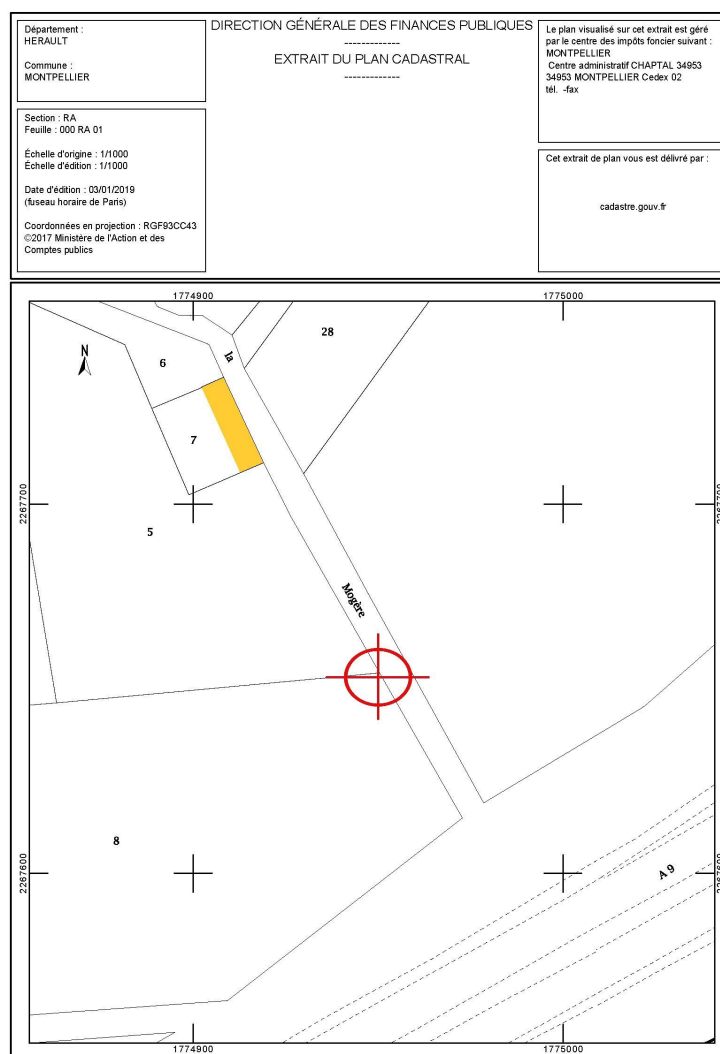 Département :
HERAULT
Commune :
MONTPELLIER
Section : RA
Feuille : 000 RA 01
Échelle d'origine : 1/1000
Échelle d'édition : 1/1000
Date d'édition : 03/01/2019
(fuseau horaire de Paris)
Coordonnées en projection : RGF93CC43
©2017 Ministère de l'Action et des
Comptes publics
DIRECTION GÉNÉRALE DES FINANCES PUBLIQUES
-------------
EXTRAIT DU PLAN CADASTRAL
-------------
Le plan visualisé sur cet extrait est géré
par le centre des impôts foncier suivant :
MONTPELLIER
Centre administratif CHAPTAL 34953
34953 MONTPELLIER Cedex 02
tél. -fax
Cet extrait de plan vous est délivré par :
cadastre.gouv.fr
1774900
1775000
28
la
6
N
7
2267700
2267700
5
Mogère
8
A 9
2267600
2267600
1774900
1775000